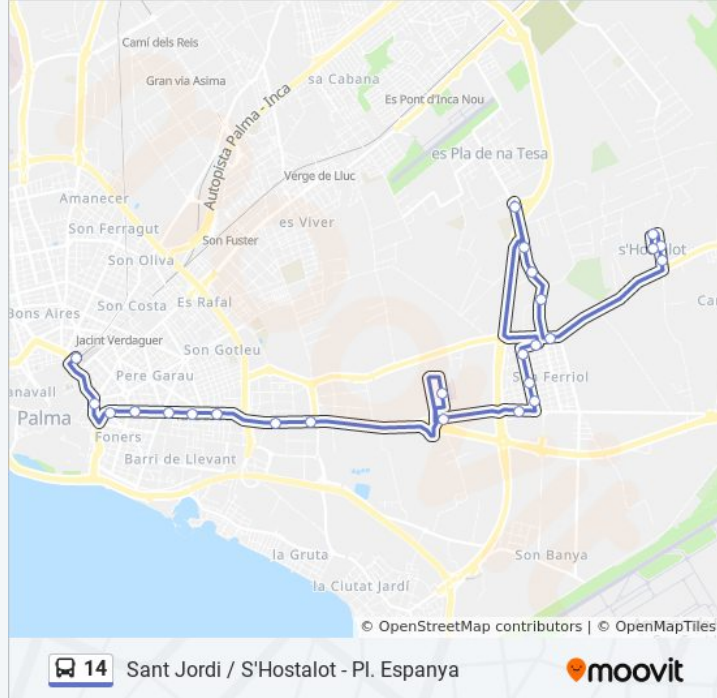 Camí dels Reis
Gran via Asima
sa Cabana
Es Pont d'Inca Nou
Autopista Palma - Inca
es Pla de na Tesa
Verge de Lluc
Amanecer
Son Ferragut
es Viver
Son Fuster
s'Hostalot
Son Oliva
Son Costa
Es Rafal
Bons Aires
Jacint Verdaguer
Son Gotleu
Pere Garau
Son Ferriol
anavall
Palma
Foners
Barri de Llevant
la Gruta
Son Banya
la Ciutat Jardí
© OpenStreetMap contributors | © OpenMapTiles
14 Sant Jordi / S'Hostalot - Pl. Espanya
moovit